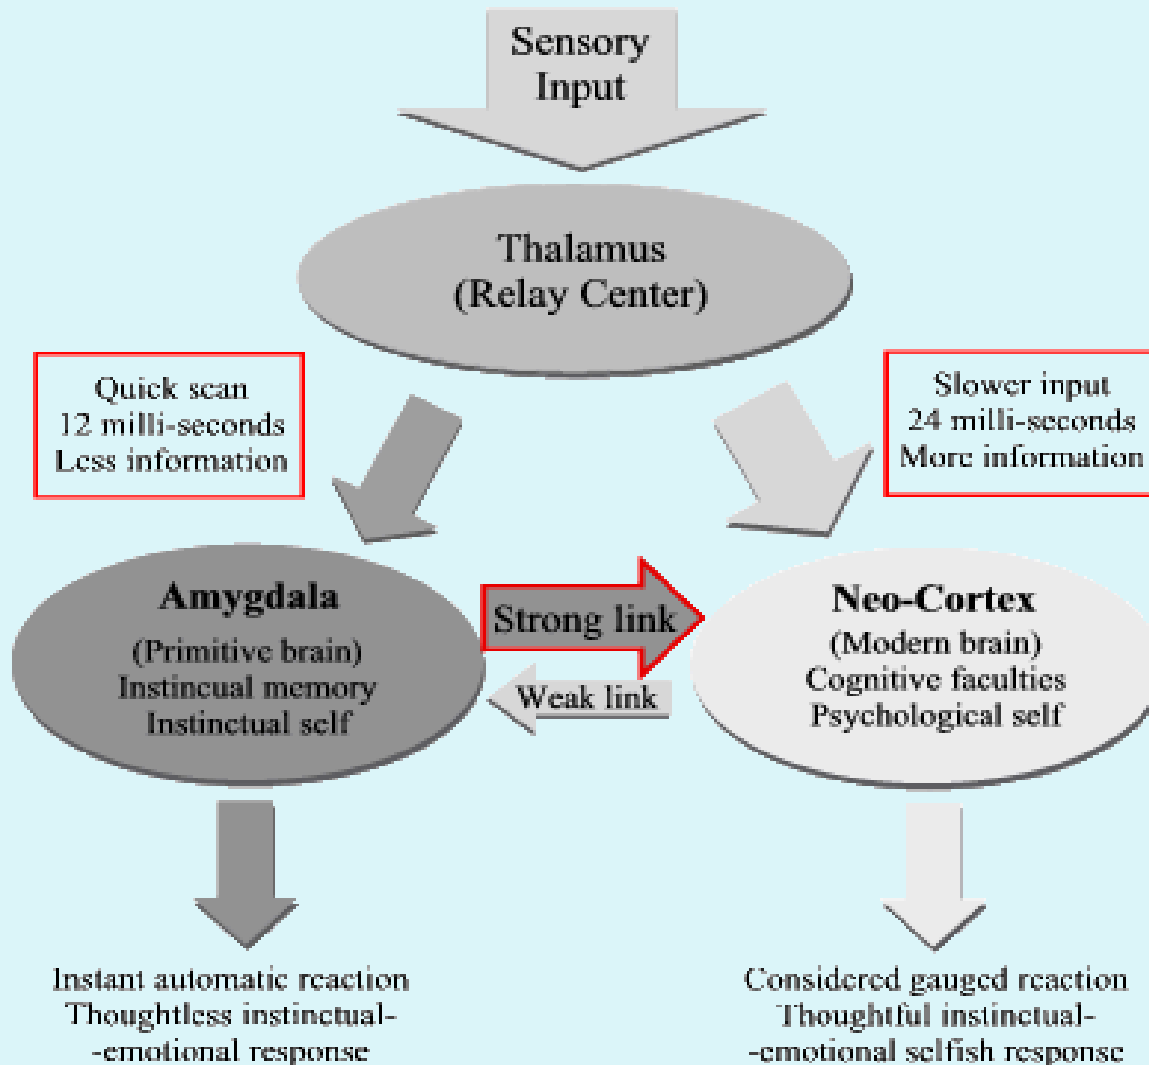 Sensory
Input
Thalamus
(Relay Center)
Quick scan
12 milli-seconds
Less information
Slower input
24 milli-seconds
More information
Amygdala
(Primitive brain)
Instincual memory
Instinctual self
Strong link
Weak link
Neo-Cortex
(Modern brain)
Cognitive faculties
Psychological self
Instant automatic reaction
Thoughtless instinctual-
-emotional response
Considered gauged reaction
Thoughtful instinctual-
-emotional selfish response